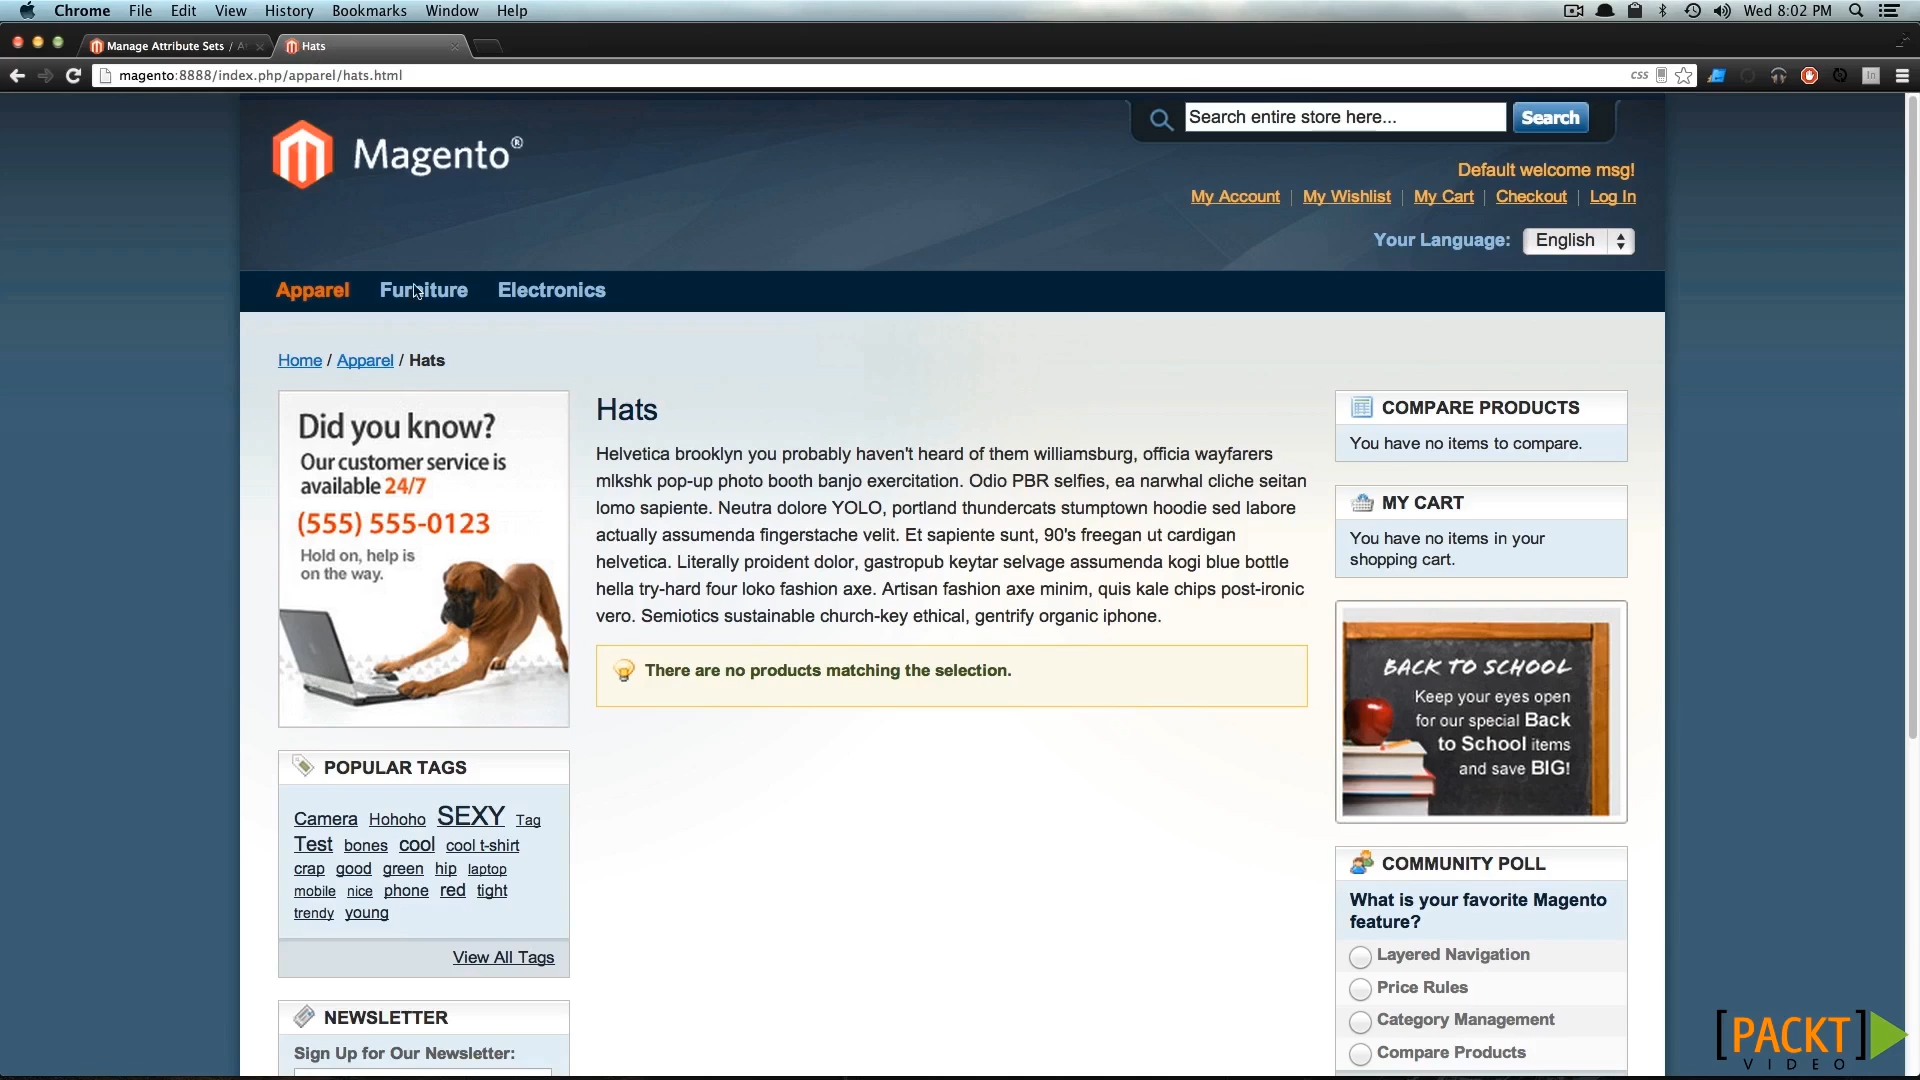 Chrome File Edit View History Bookmarks Window Help Wed 8:02 PM
Manage Attribute Sets / Hats
magento:8888/index.php/apparel/hats.html CSS
Magento®
Search entire store here... Search
Default welcome msg!
My Account | My Wishlist | My Cart | Checkout | Log In
Your Language: English
Apparel Furniture Electronics
Home / Apparel / Hats
Did you know?
Our customer service is
available 24/7
(555) 555-0123
Hold on, help is
on the way.
POPULAR TAGS
Camera Hohoho SEXY Tag
Test bones cool cool t-shirt
crap good green hip laptop
mobile nice phone red tight
trendy young
View All Tags
NEWSLETTER
Sign Up for Our Newsletter:
Hats
Helvetica brooklyn you probably haven't heard of them williamsburg, officia wayfarers
mlkshk pop-up photo booth banjo exercitation. Odio PBR selfies, ea narwhal cliche seitan
lomo sapiente. Neutra dolore YOLO, portland thundercats stumptown hoodie sed labore
actually assumenda fingerstache velit. Et sapiente sunt, 90's freegan ut cardigan
helvetica. Literally proident dolor, gastropub keytar selvage assumenda kogi blue bottle
hella try-hard four loko fashion axe. Artisan fashion axe minim, quis kale chips post-ironic
vero. Semiotics sustainable church-key ethical, gentrify organic iphone.
There are no products matching the selection.
COMPARE PRODUCTS
You have no items to compare.
MY CART
You have no items in your
shopping cart.
BACK TO SCHOOL
Keep your eyes open
for our special Back
to School items
and save BIG!
COMMUNITY POLL
What is your favorite Magento
feature?
Layered Navigation
Price Rules
Category Management
Compare Products
[PACKT]
VIDEO